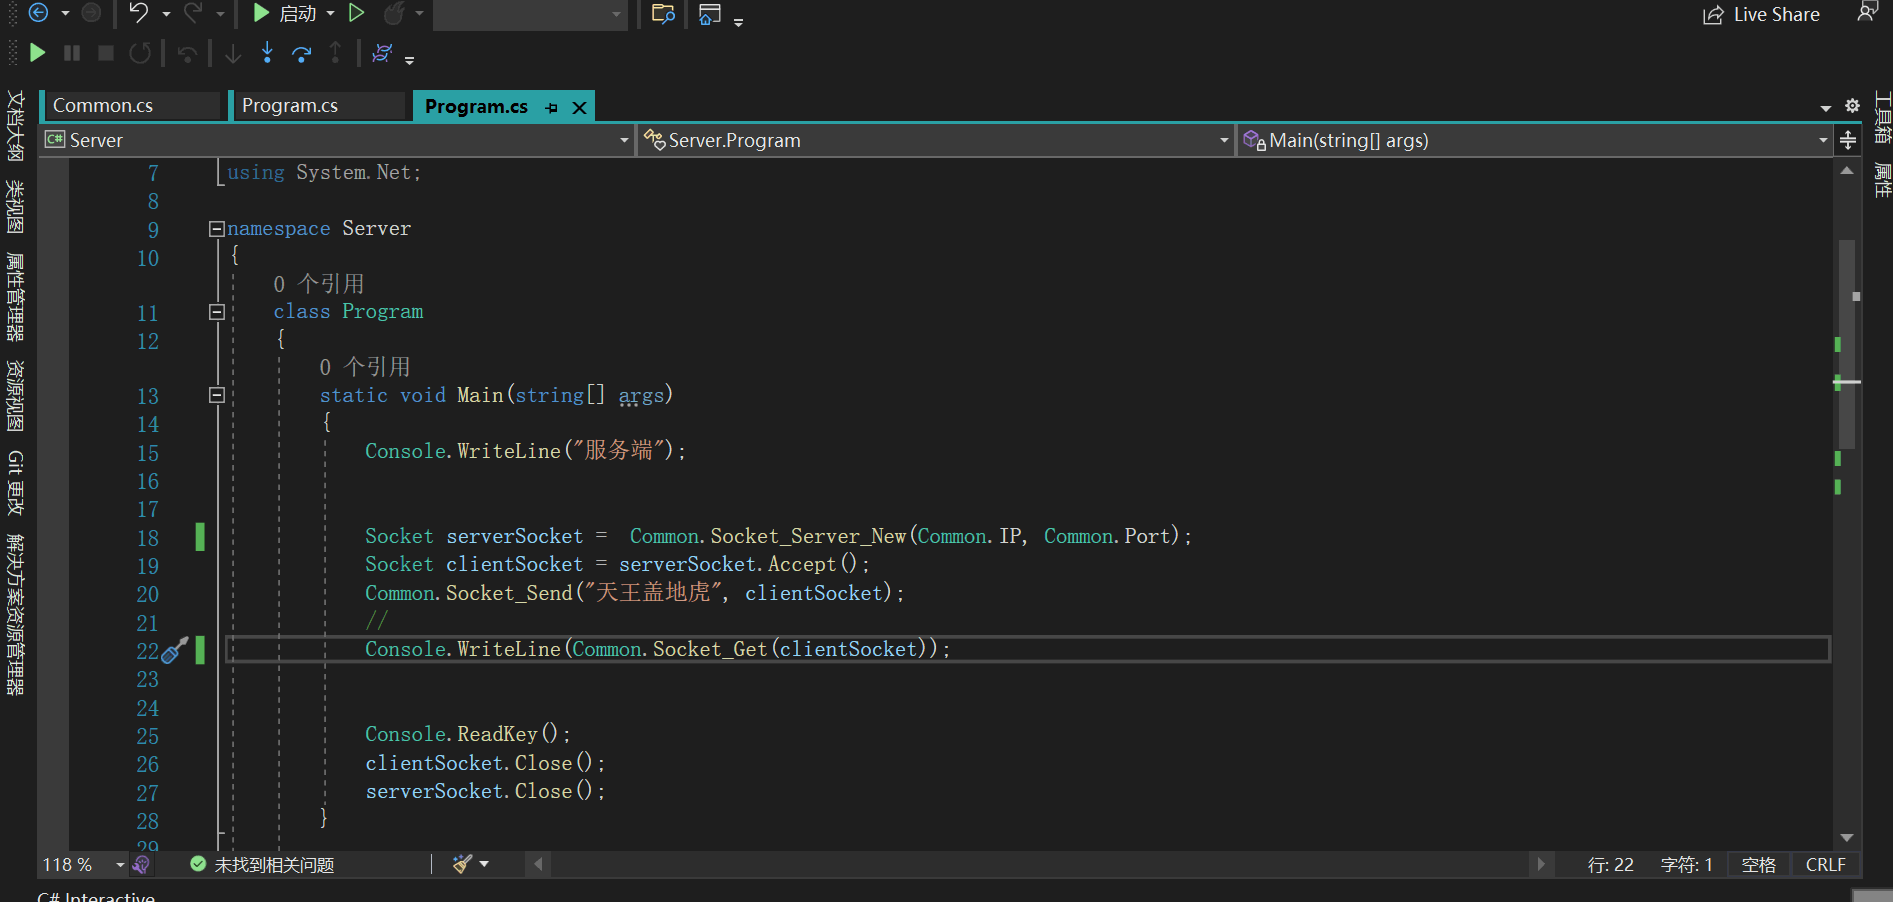 启动
Live Share
Common.cs
Program.cs
Program.cs
C# Server
Server.Program
Main(string[] args)
文档大纲
类视图
属性管理器
资源视图
Git 更改
解决方案资源管理器
工具箱
属性
7 using System.Net;
8
9 namespace Server
10 {
0 个引用
11 class Program
12 {
0 个引用
13 static void Main(string[] args)
14 {
15 Console.WriteLine("服务端");
16
17
18 Socket serverSocket =  Common.Socket_Server_New(Common.IP, Common.Port);
19 Socket clientSocket = serverSocket.Accept();
20 Common.Socket_Send("天王盖地虎", clientSocket);
21 //
22 Console.WriteLine(Common.Socket_Get(clientSocket));
23
24
25 Console.ReadKey();
26 clientSocket.Close();
27 serverSocket.Close();
28 }
29
118 %
未找到相关问题
行: 22
字符: 1
空格
CRLF
C# Interactive